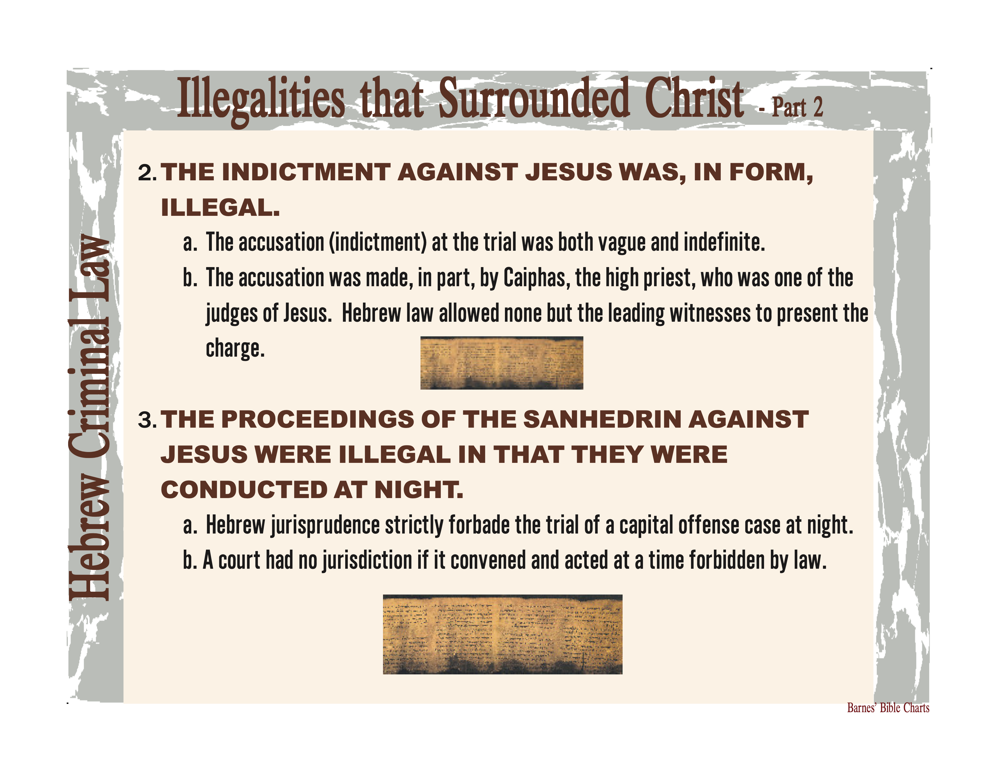 Illegalities that Surrounded Christ - Part 2
Hebrew Criminal Law
2. THE INDICTMENT AGAINST JESUS WAS, IN FORM,
ILLEGAL.
a. The accusation (indictment) at the trial was both vague and indefinite.
b. The accusation was made, in part, by Caiphas, the high priest, who was one of the
judges of Jesus. Hebrew law allowed none but the leading witnesses to present the
charge.
3. THE PROCEEDINGS OF THE SANHEDRIN AGAINST
JESUS WERE ILLEGAL IN THAT THEY WERE
CONDUCTED AT NIGHT.
a. Hebrew jurisprudence strictly forbade the trial of a capital offense case at night.
b. A court had no jurisdiction if it convened and acted at a time forbidden by law.
Barnes' Bible Charts